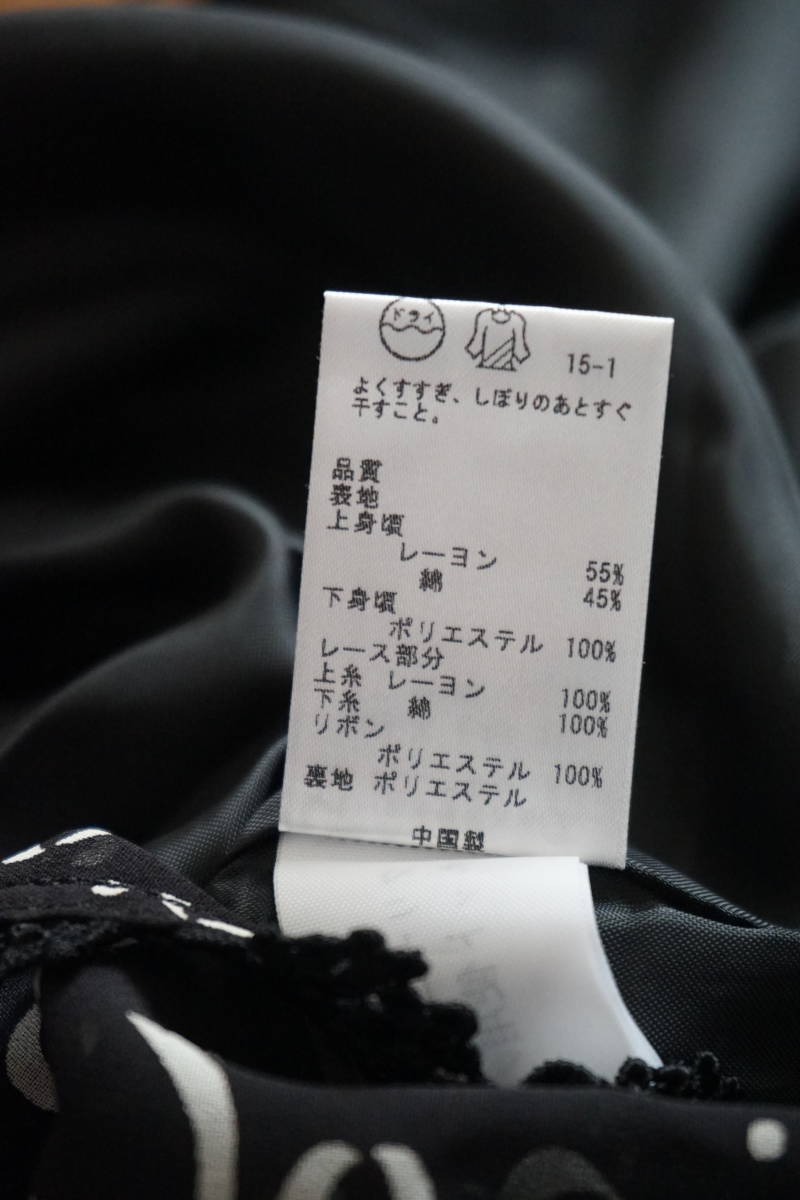 ドライ
15-1
よくすすぎ、しぼりのあとすぐ
干すこと。
品質
表地
上身頃
レーヨン 55%
綿 45%
下身頃
ポリエステル 100%
レース部分
上糸 レーヨン 100%
下糸 綿 100%
リボン
ポリエステル 100%
裏地 ポリエステル
中国製